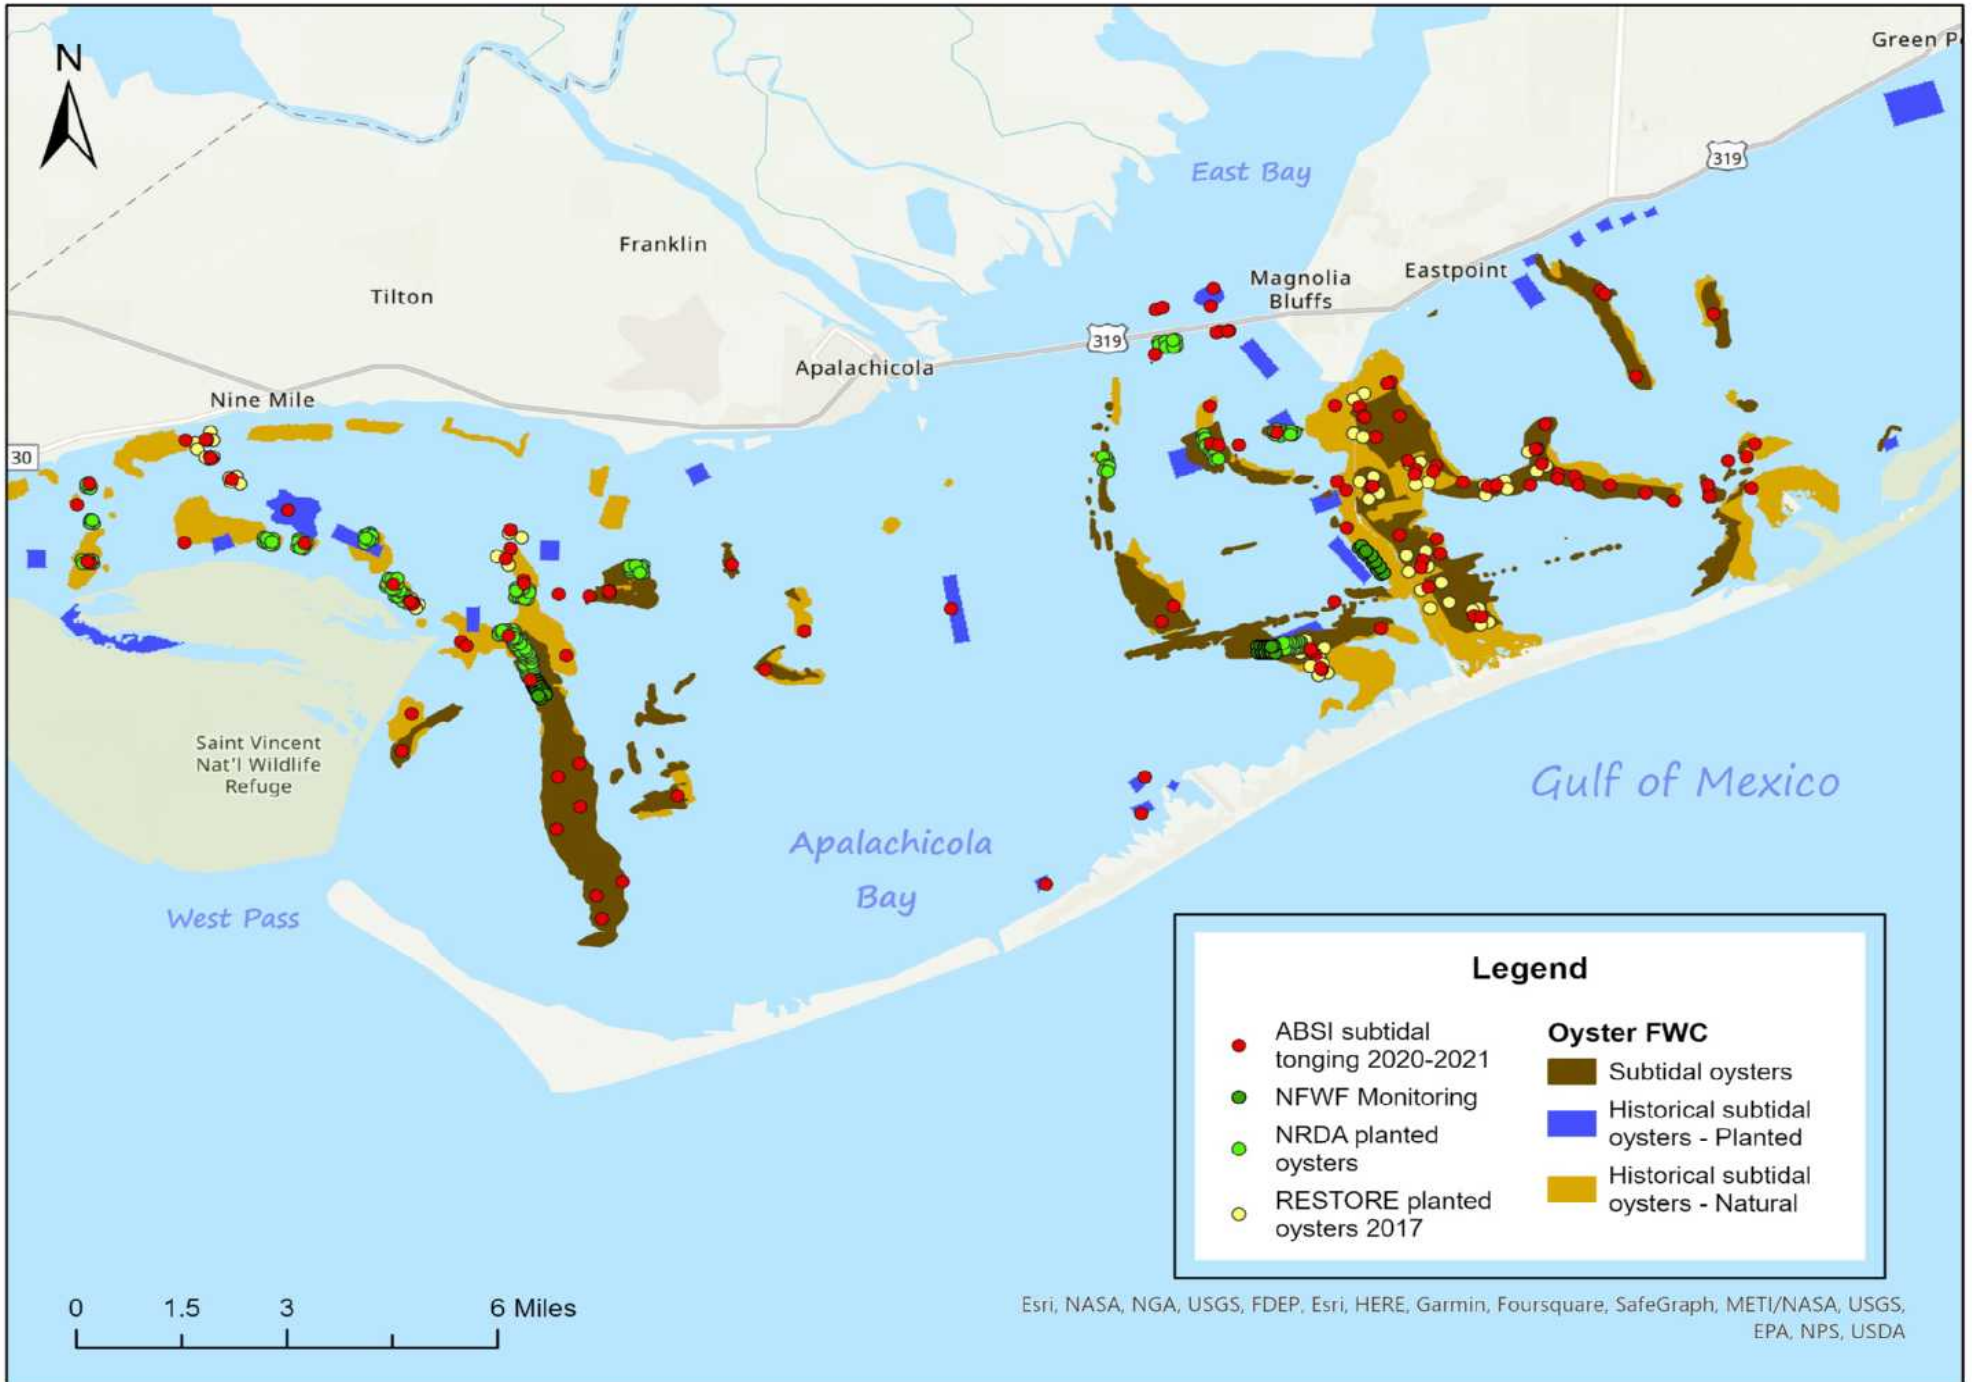 N
Green P
319
East Bay
Franklin
Tilton
Magnolia
Bluffs
Eastpoint
319
Apalachicola
Nine Mile
30
Saint Vincent
Nat'l Wildlife
Refuge
Gulf of Mexico
Apalachicola
Bay
West Pass
Legend
ABSI subtidal
tonging 2020-2021
NFWF Monitoring
NRDA planted
oysters
RESTORE planted
oysters 2017
Oyster FWC
Subtidal oysters
Historical subtidal
oysters - Planted
Historical subtidal
oysters - Natural
0 1.5 3 6 Miles
Esri, NASA, NGA, USGS, FDEP, Esri, HERE, Garmin, Foursquare, SafeGraph, METI/NASA, USGS,
EPA, NPS, USDA